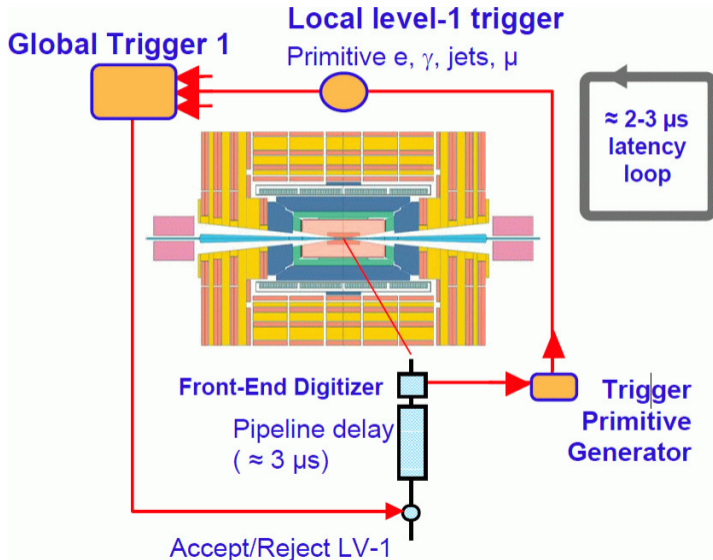 Local level-1 trigger
Global Trigger 1
Primitive e, γ, jets, μ
≈ 2-3 μs
latency
loop
Front-End Digitizer
Pipeline delay
( ≈ 3 μs)
Trigger
Primitive
Generator
Accept/Reject LV-1